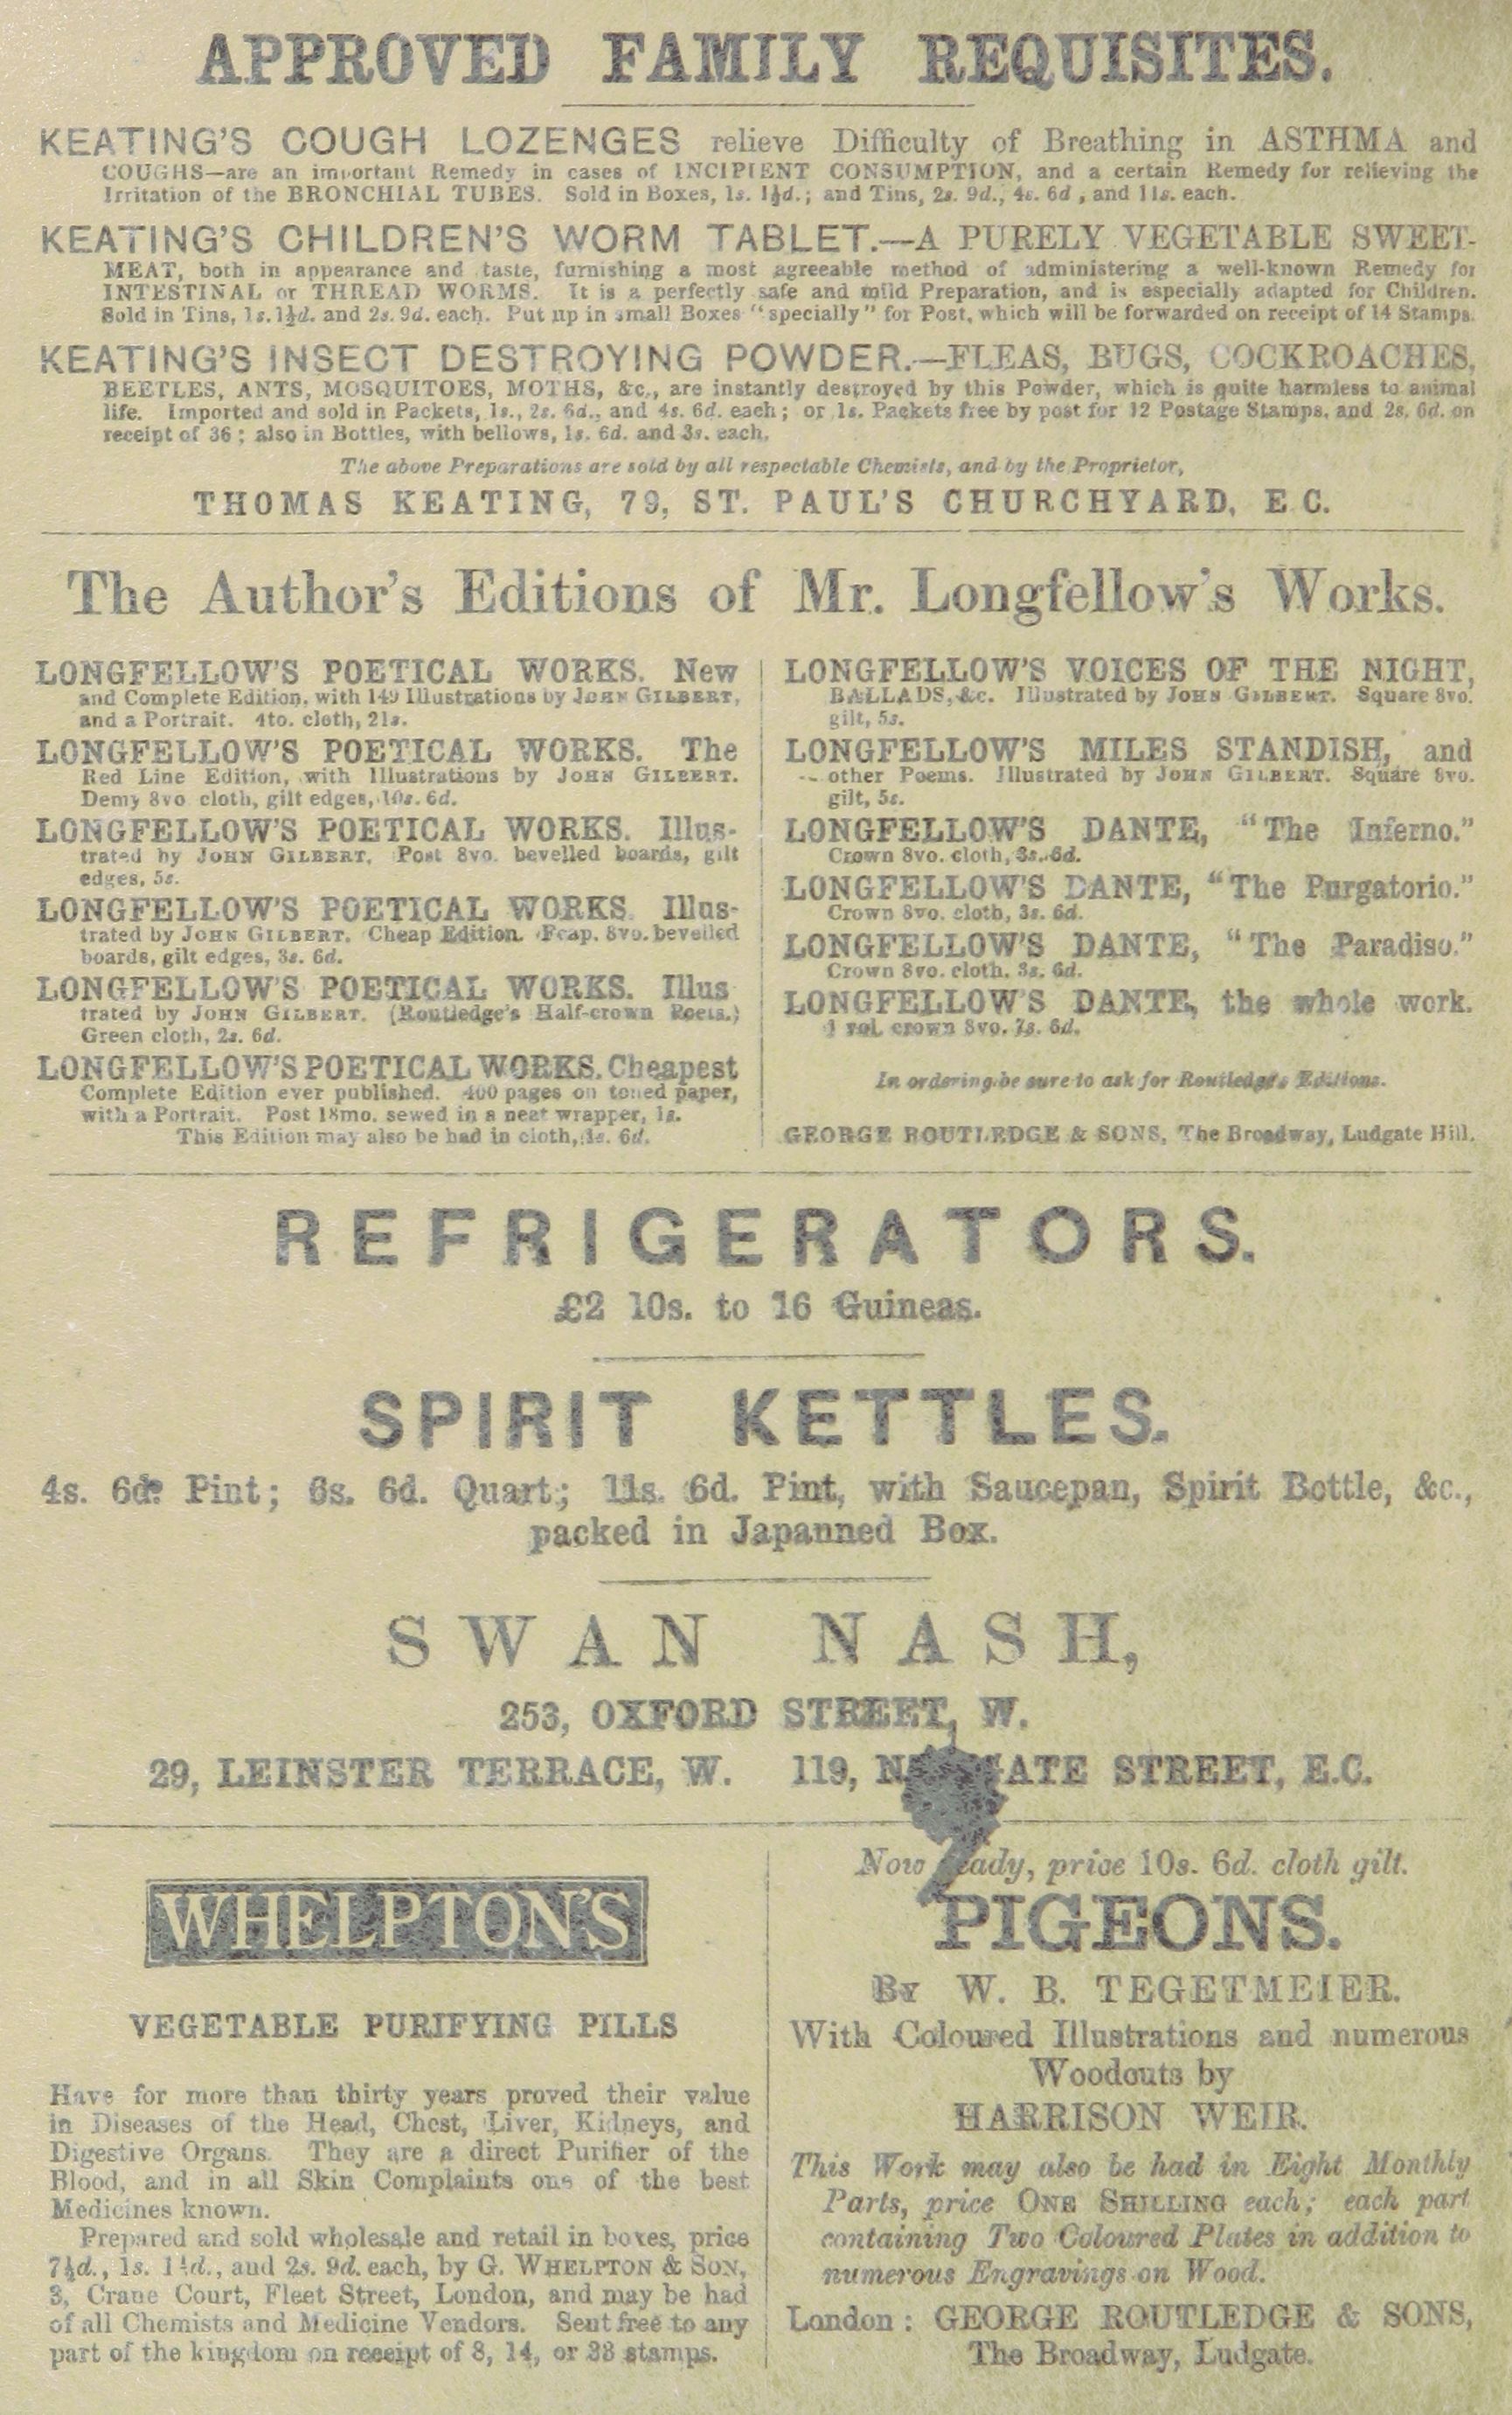 APPROVED FAMILY REQUISITES.
KEATING'S COUGH LOZENGES relieve Difficulty of Breathing in ASTHMA and
COUGHS—are an important Remedy in cases of INCIPIENT CONSUMPTION, and a certain Remedy for relieving the
Irritation of the BRONCHIAL TUBES. Sold in Boxes, 1s. 1½d.; and Tins, 2s. 9d., 4s. 6d , and 11s. each.
KEATING'S CHILDREN'S WORM TABLET.—A PURELY VEGETABLE SWEET-
MEAT, both in appearance and taste, furnishing a most agreeable method of administering a well-known Remedy for
INTESTINAL or THREAD WORMS. It is a perfectly safe and mild Preparation, and is especially adapted for Children.
Sold in Tins, 1s. 1½d. and 2s. 9d. each. Put up in small Boxes "specially" for Post, which will be forwarded on receipt of 14 Stamps.
KEATING'S INSECT DESTROYING POWDER.—FLEAS, BUGS, COCKROACHES,
BEETLES, ANTS, MOSQUITOES, MOTHS, &c., are instantly destroyed by this Powder, which is quite harmless to animal
life. Imported and sold in Packets, 1s., 2s. 6d., and 4s. 6d. each; or 1s. Packets free by post for 12 Postage Stamps, and 2s. 6d. on
receipt of 36; also in Bottles, with bellows, 1s. 6d. and 3s. each.
The above Preparations are sold by all respectable Chemists, and by the Proprietor,
THOMAS KEATING, 79, ST. PAUL'S CHURCHYARD, E.C.
The Author's Editions of Mr. Longfellow's Works.
LONGFELLOW'S POETICAL WORKS. New
and Complete Edition, with 149 Illustrations by JOHN GILBERT,
and a Portrait. 4to. cloth, 21s.
LONGFELLOW'S POETICAL WORKS. The
Red Line Edition, with Illustrations by JOHN GILBERT.
Demy 8vo cloth, gilt edges, 10s. 6d.
LONGFELLOW'S POETICAL WORKS. Illus-
trated by JOHN GILBERT. Post 8vo. bevelled boards, gilt
edges, 5s.
LONGFELLOW'S POETICAL WORKS. Illus-
trated by JOHN GILBERT. Cheap Edition. Fcap. 8vo. bevelled
boards, gilt edges, 3s. 6d.
LONGFELLOW'S POETICAL WORKS. Illus
trated by JOHN GILBERT. (Routledge's Half-crown Poets.)
Green cloth, 2s. 6d.
LONGFELLOW'S POETICAL WORKS. Cheapest
Complete Edition ever published. 400 pages on toned paper,
with a Portrait. Post 18mo. sewed in a neat wrapper, 1s.
This Edition may also be had in cloth, 1s. 6d.
LONGFELLOW'S VOICES OF THE NIGHT,
BALLADS, &c. Illustrated by JOHN GILBERT. Square 8vo.
gilt, 5s.
LONGFELLOW'S MILES STANDISH, and
other Poems. Illustrated by JOHN GILBERT. Square 8vo.
gilt, 5s.
LONGFELLOW'S DANTE, "The Inferno."
Crown 8vo. cloth, 3s. 6d.
LONGFELLOW'S DANTE, "The Purgatorio."
Crown 8vo. cloth, 3s. 6d.
LONGFELLOW'S DANTE, "The Paradiso."
Crown 8vo. cloth. 3s. 6d.
LONGFELLOW'S DANTE, the whole work.
1 vol. crown 8vo. 7s. 6d.
In ordering be sure to ask for Routledge's Editions.
GEORGE ROUTLEDGE & SONS, The Broadway, Ludgate Hill.
REFRIGERATORS.
£2 10s. to 16 Guineas.
SPIRIT KETTLES.
4s. 6d. Pint; 6s. 6d. Quart; 11s. 6d. Pint, with Saucepan, Spirit Bottle, &c.,
packed in Japanned Box.
SWAN NASH,
253, OXFORD STREET, W.
29, LEINSTER TERRACE, W. 119, STREET, E.C.
Now ready, price 10s. 6d. cloth gilt.
PIGEONS.
By W. B. TEGETMEIER.
With Coloured Illustrations and numerous
Woodcuts by
HARRISON WEIR.
This Work may also be had in Eight Monthly
Parts, price ONE SHILLING each; each part
containing Two Coloured Plates in addition to
numerous Engravings on Wood.
London: GEORGE ROUTLEDGE & SONS,
The Broadway, Ludgate.
WHELPTON'S
VEGETABLE PURIFYING PILLS
Have for more than thirty years proved their value
in Diseases of the Head, Chest, Liver, Kidneys, and
Digestive Organs. They are a direct Purifier of the
Blood, and in all Skin Complaints one of the best
Medicines known.
Prepared and sold wholesale and retail in boxes, price
7½d., 1s. 1½d., and 2s. 9d. each, by G. WHELPTON & SON,
3, Crane Court, Fleet Street, London, and may be had
of all Chemists and Medicine Vendors. Sent free to any
part of the kingdom on receipt of 8, 14, or 33 stamps.